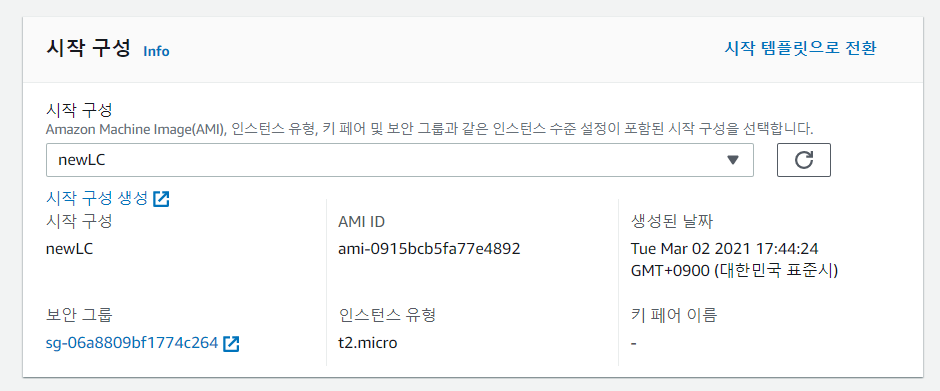 시작 구성 Info
시작 템플릿으로 전환
시작 구성
Amazon Machine Image(AMI), 인스턴스 유형, 키 페어 및 보안 그룹과 같은 인스턴스 수준 설정이 포함된 시작 구성을 선택합니다.
newLC
시작 구성 생성
시작 구성
newLC
AMI ID
ami-0915bcb5fa77e4892
생성된 날짜
Tue Mar 02 2021 17:44:24
GMT+0900 (대한민국 표준시)
보안 그룹
sg-06a8809bf1774c264
인스턴스 유형
t2.micro
키 페어 이름
-